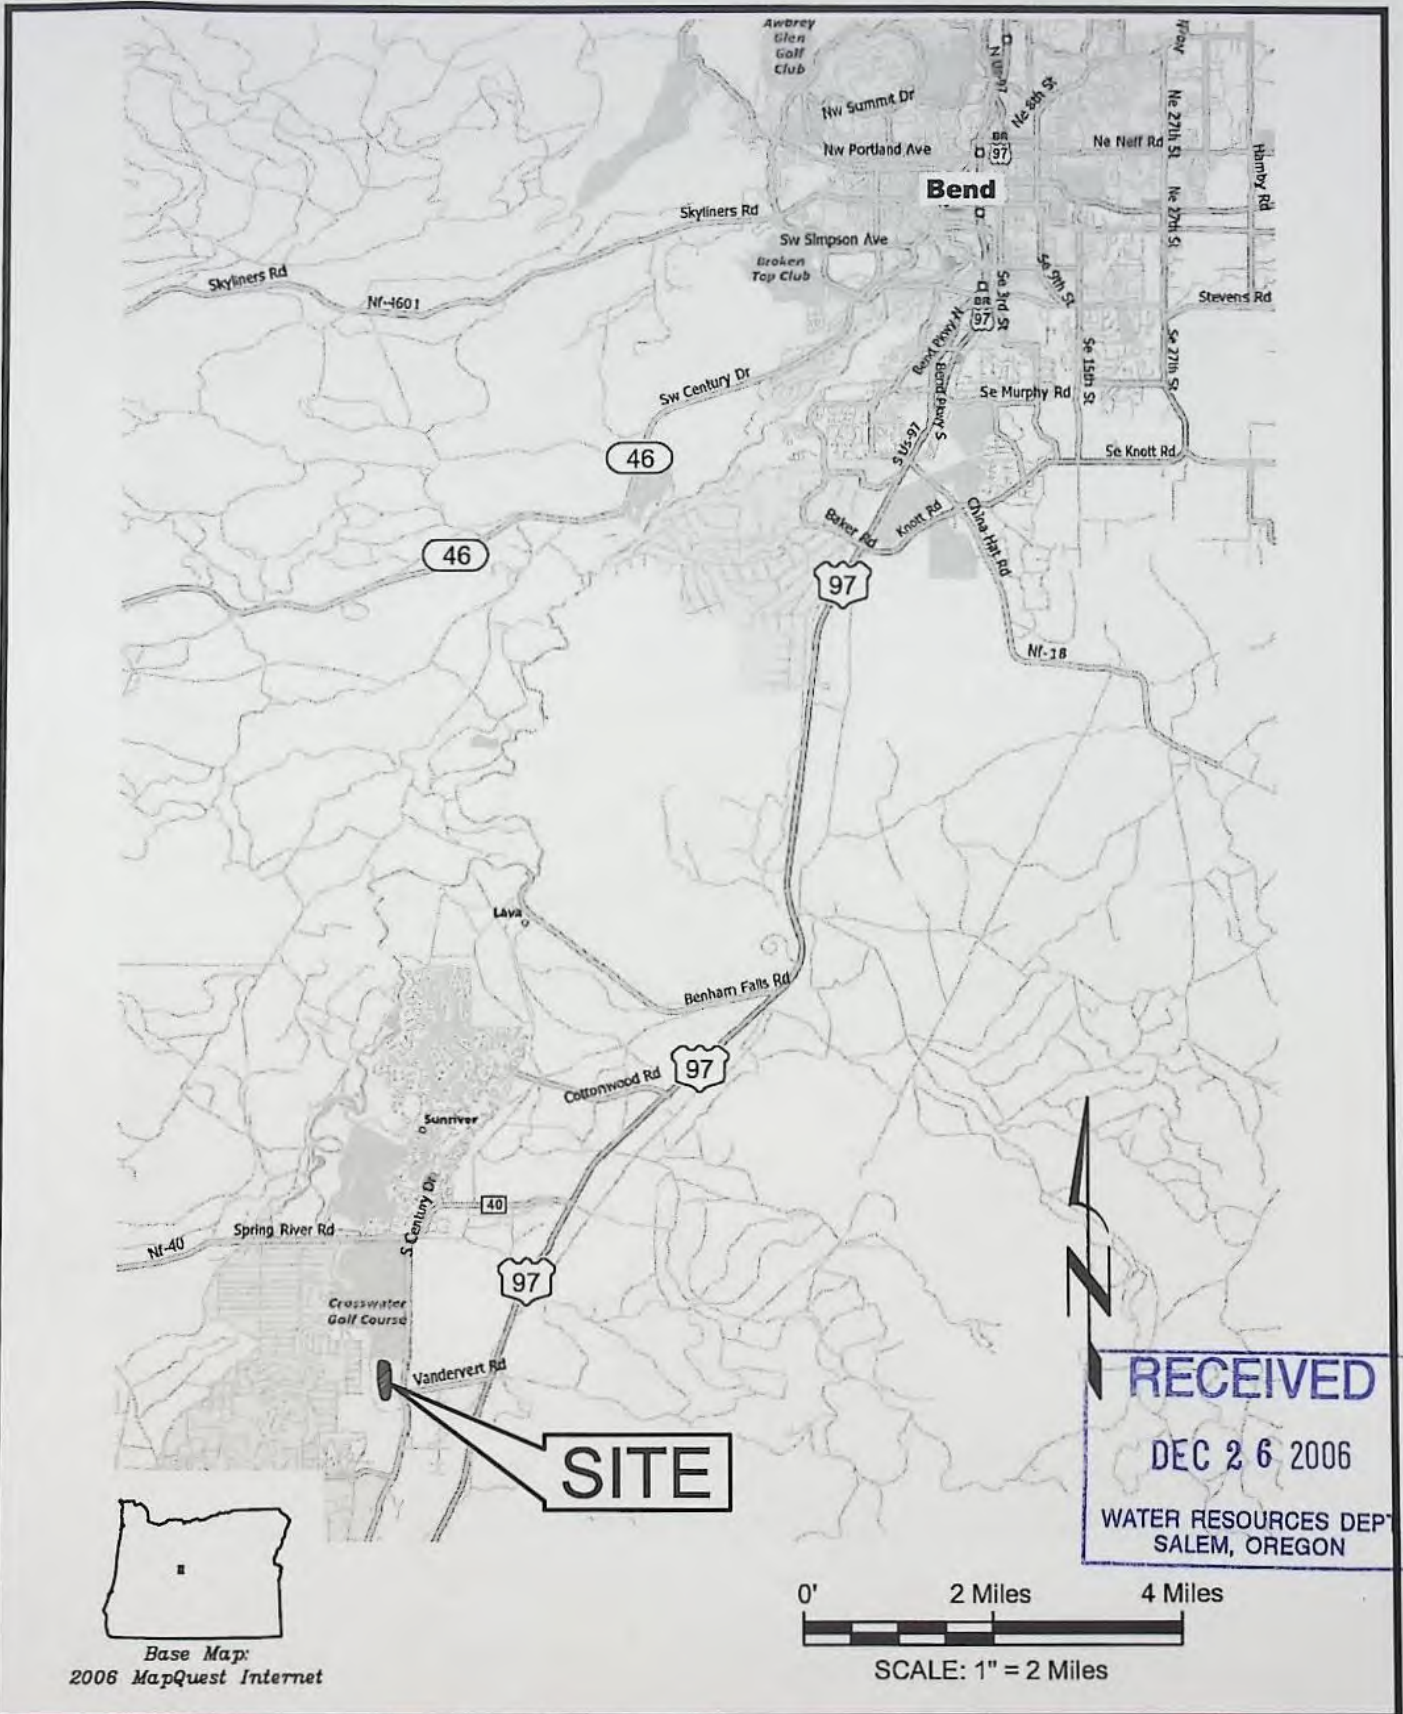 Awbrey
Glen
Golf
Club
N US-97
Ne 8th St
Nw Summit Dr
Nw Portland Ave
BR
97
Ne Neff Rd
Ne 27th St
Hamby Rd
Bend
Ne 27th St
Skyliners Rd
Sw Simpson Ave
Broken
Top Club
Skyliners Rd
Nf-4601
Se 9th St
Se 3rd St
Stevens Rd
BR
97
Bend Pkwy N
Bend Pkwy S
Se 15th St
Se 27th St
Sw Century Dr
Se Murphy Rd
S Us-97
46
Se Knott Rd
Baker Rd
Knott Rd
China Hat Rd
46
97
Nf-18
Lava
Benham Falls Rd
97
Cottonwood Rd
Sunriver
S Century Dr
40
Spring River Rd
Nf-40
97
Crosswater
Golf Course
Vandervert Rd
SITE
N
RECEIVED
DEC 26 2006
WATER RESOURCES DEPT
SALEM, OREGON
Base Map:
2006 MapQuest Internet
0' 2 Miles 4 Miles
SCALE: 1" = 2 Miles